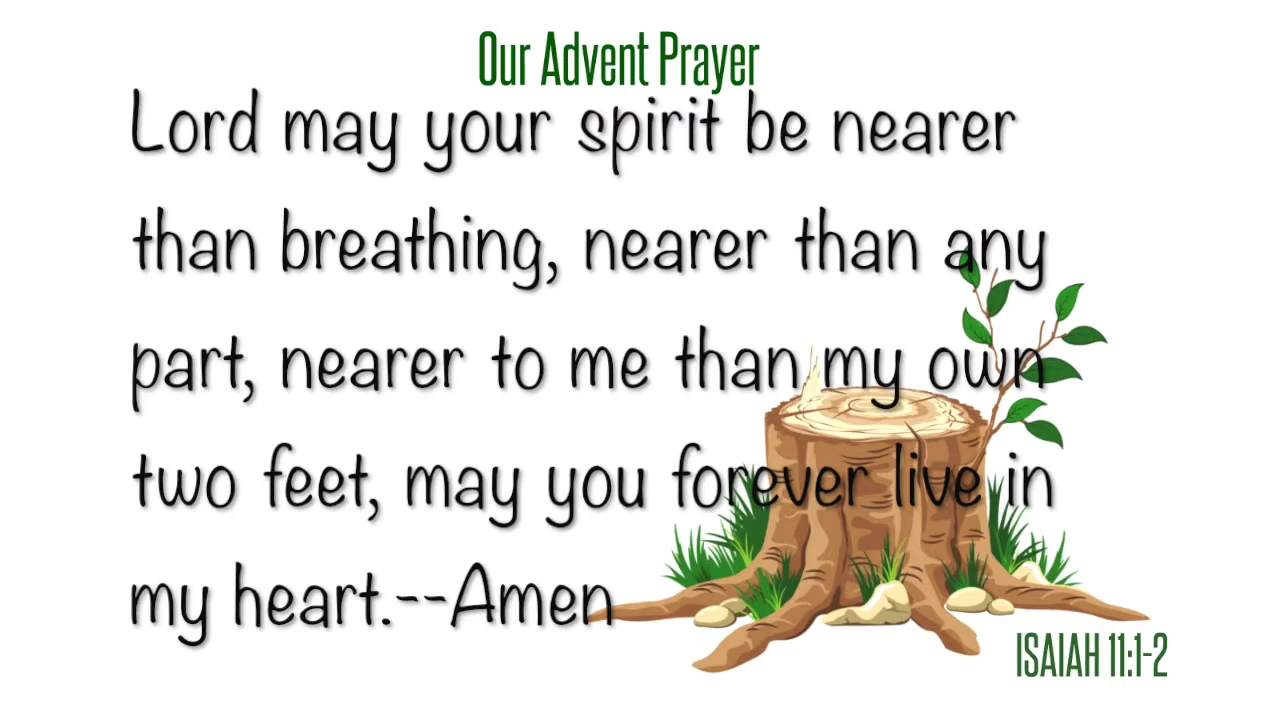 Our Advent Prayer
Lord may your spirit be nearer
than breathing, nearer than any
part, nearer to me than my own
two feet, may you forever live in
my heart.--Amen
ISAIAH 11:1-2